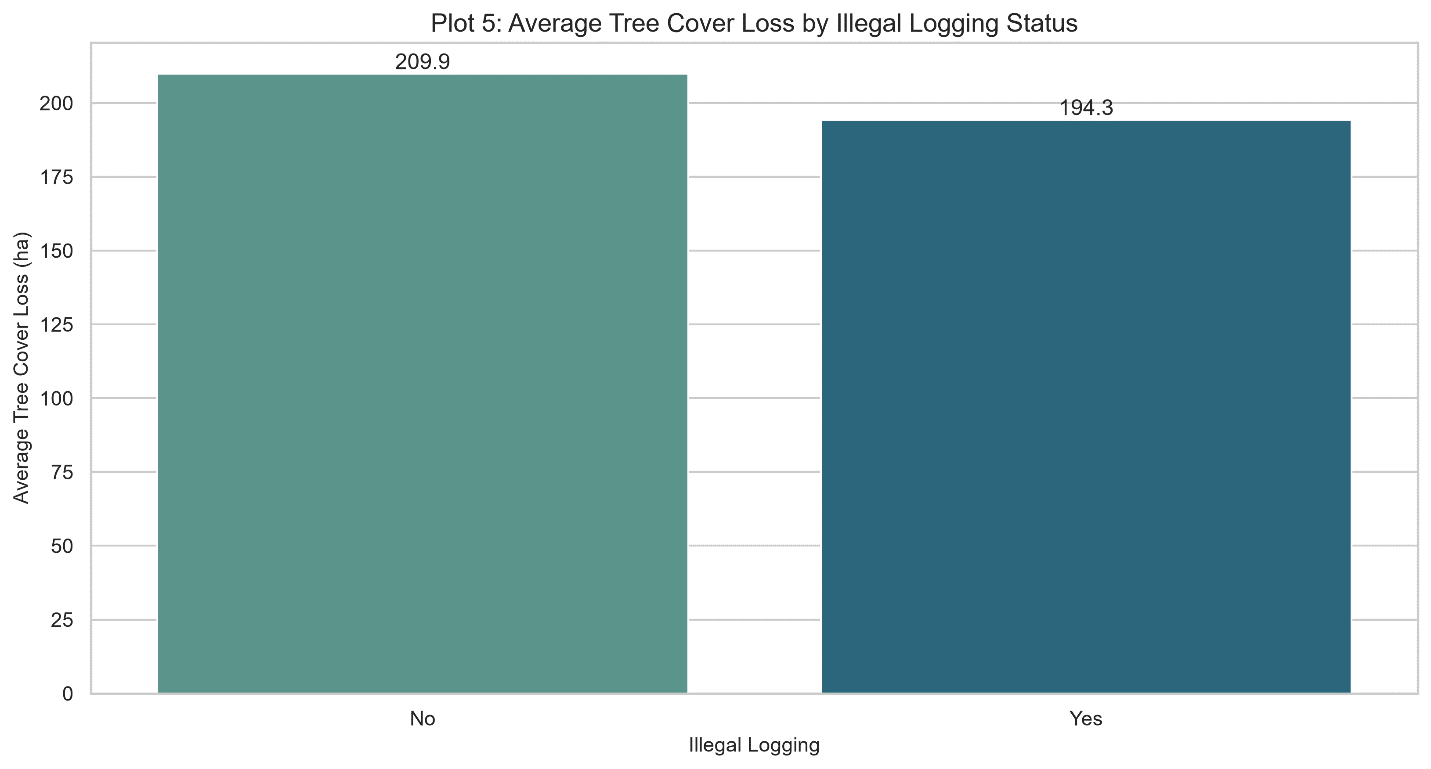 Plot 5: Average Tree Cover Loss by Illegal Logging Status
209.9
194.3
200
175
150
125
100
75
50
25
0
Average Tree Cover Loss (ha)
No
Yes
Illegal Logging